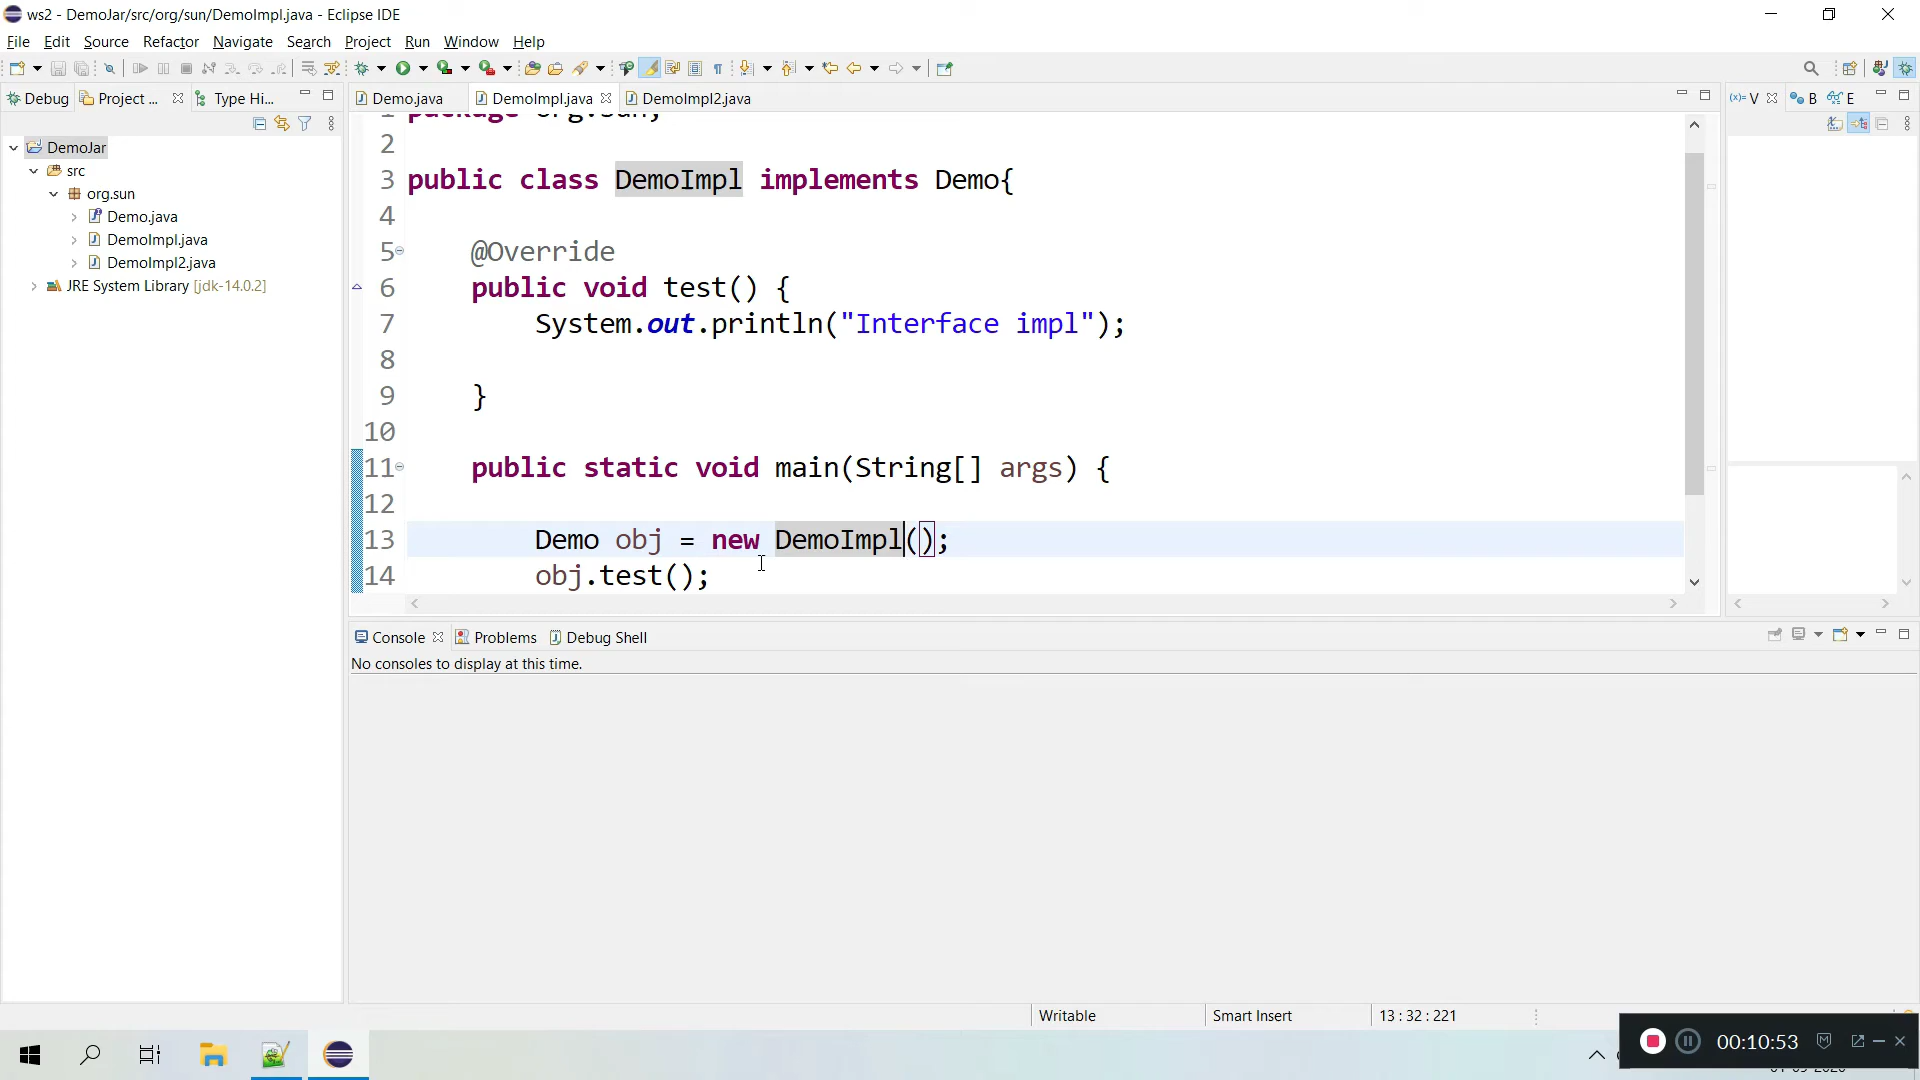 ws2 - DemoJar/src/org/sun/DemoImpl.java - Eclipse IDE
File Edit Source Refactor Navigate Search Project Run Window Help
Debug Project ... Type Hi... Demo.java DemoImpl.java DemoImpl2.java (x)= V B E
DemoJar
src
org.sun
Demo.java
DemoImpl.java
DemoImpl2.java
JRE System Library [jdk-14.0.2]
1 package org.sun;
2
3 public class DemoImpl implements Demo{
4
5 @Override
6 public void test() {
7 System.out.println("Interface impl");
8
9 }
10
11 public static void main(String[] args) {
12
13 Demo obj = new DemoImpl();
14 obj.test();
Console Problems Debug Shell
No consoles to display at this time.
Writable Smart Insert 13 : 32 : 221
00:10:53